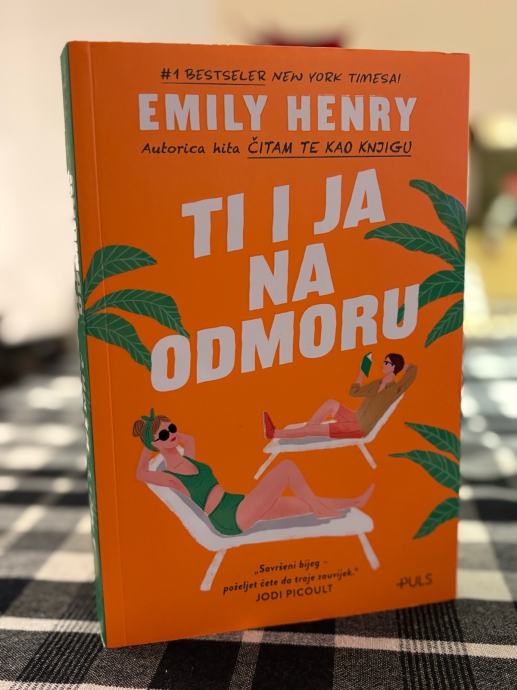 #1 BESTSELER NEW YORK TIMESA!
EMILY HENRY
Autorica hita ČITAM TE KAO KNJIGU
TI I JA
NA
ODMORU
„Savršeni bijeg –
poželjet ćete da traje zauvijek.“
JODI PICOULT
PULS